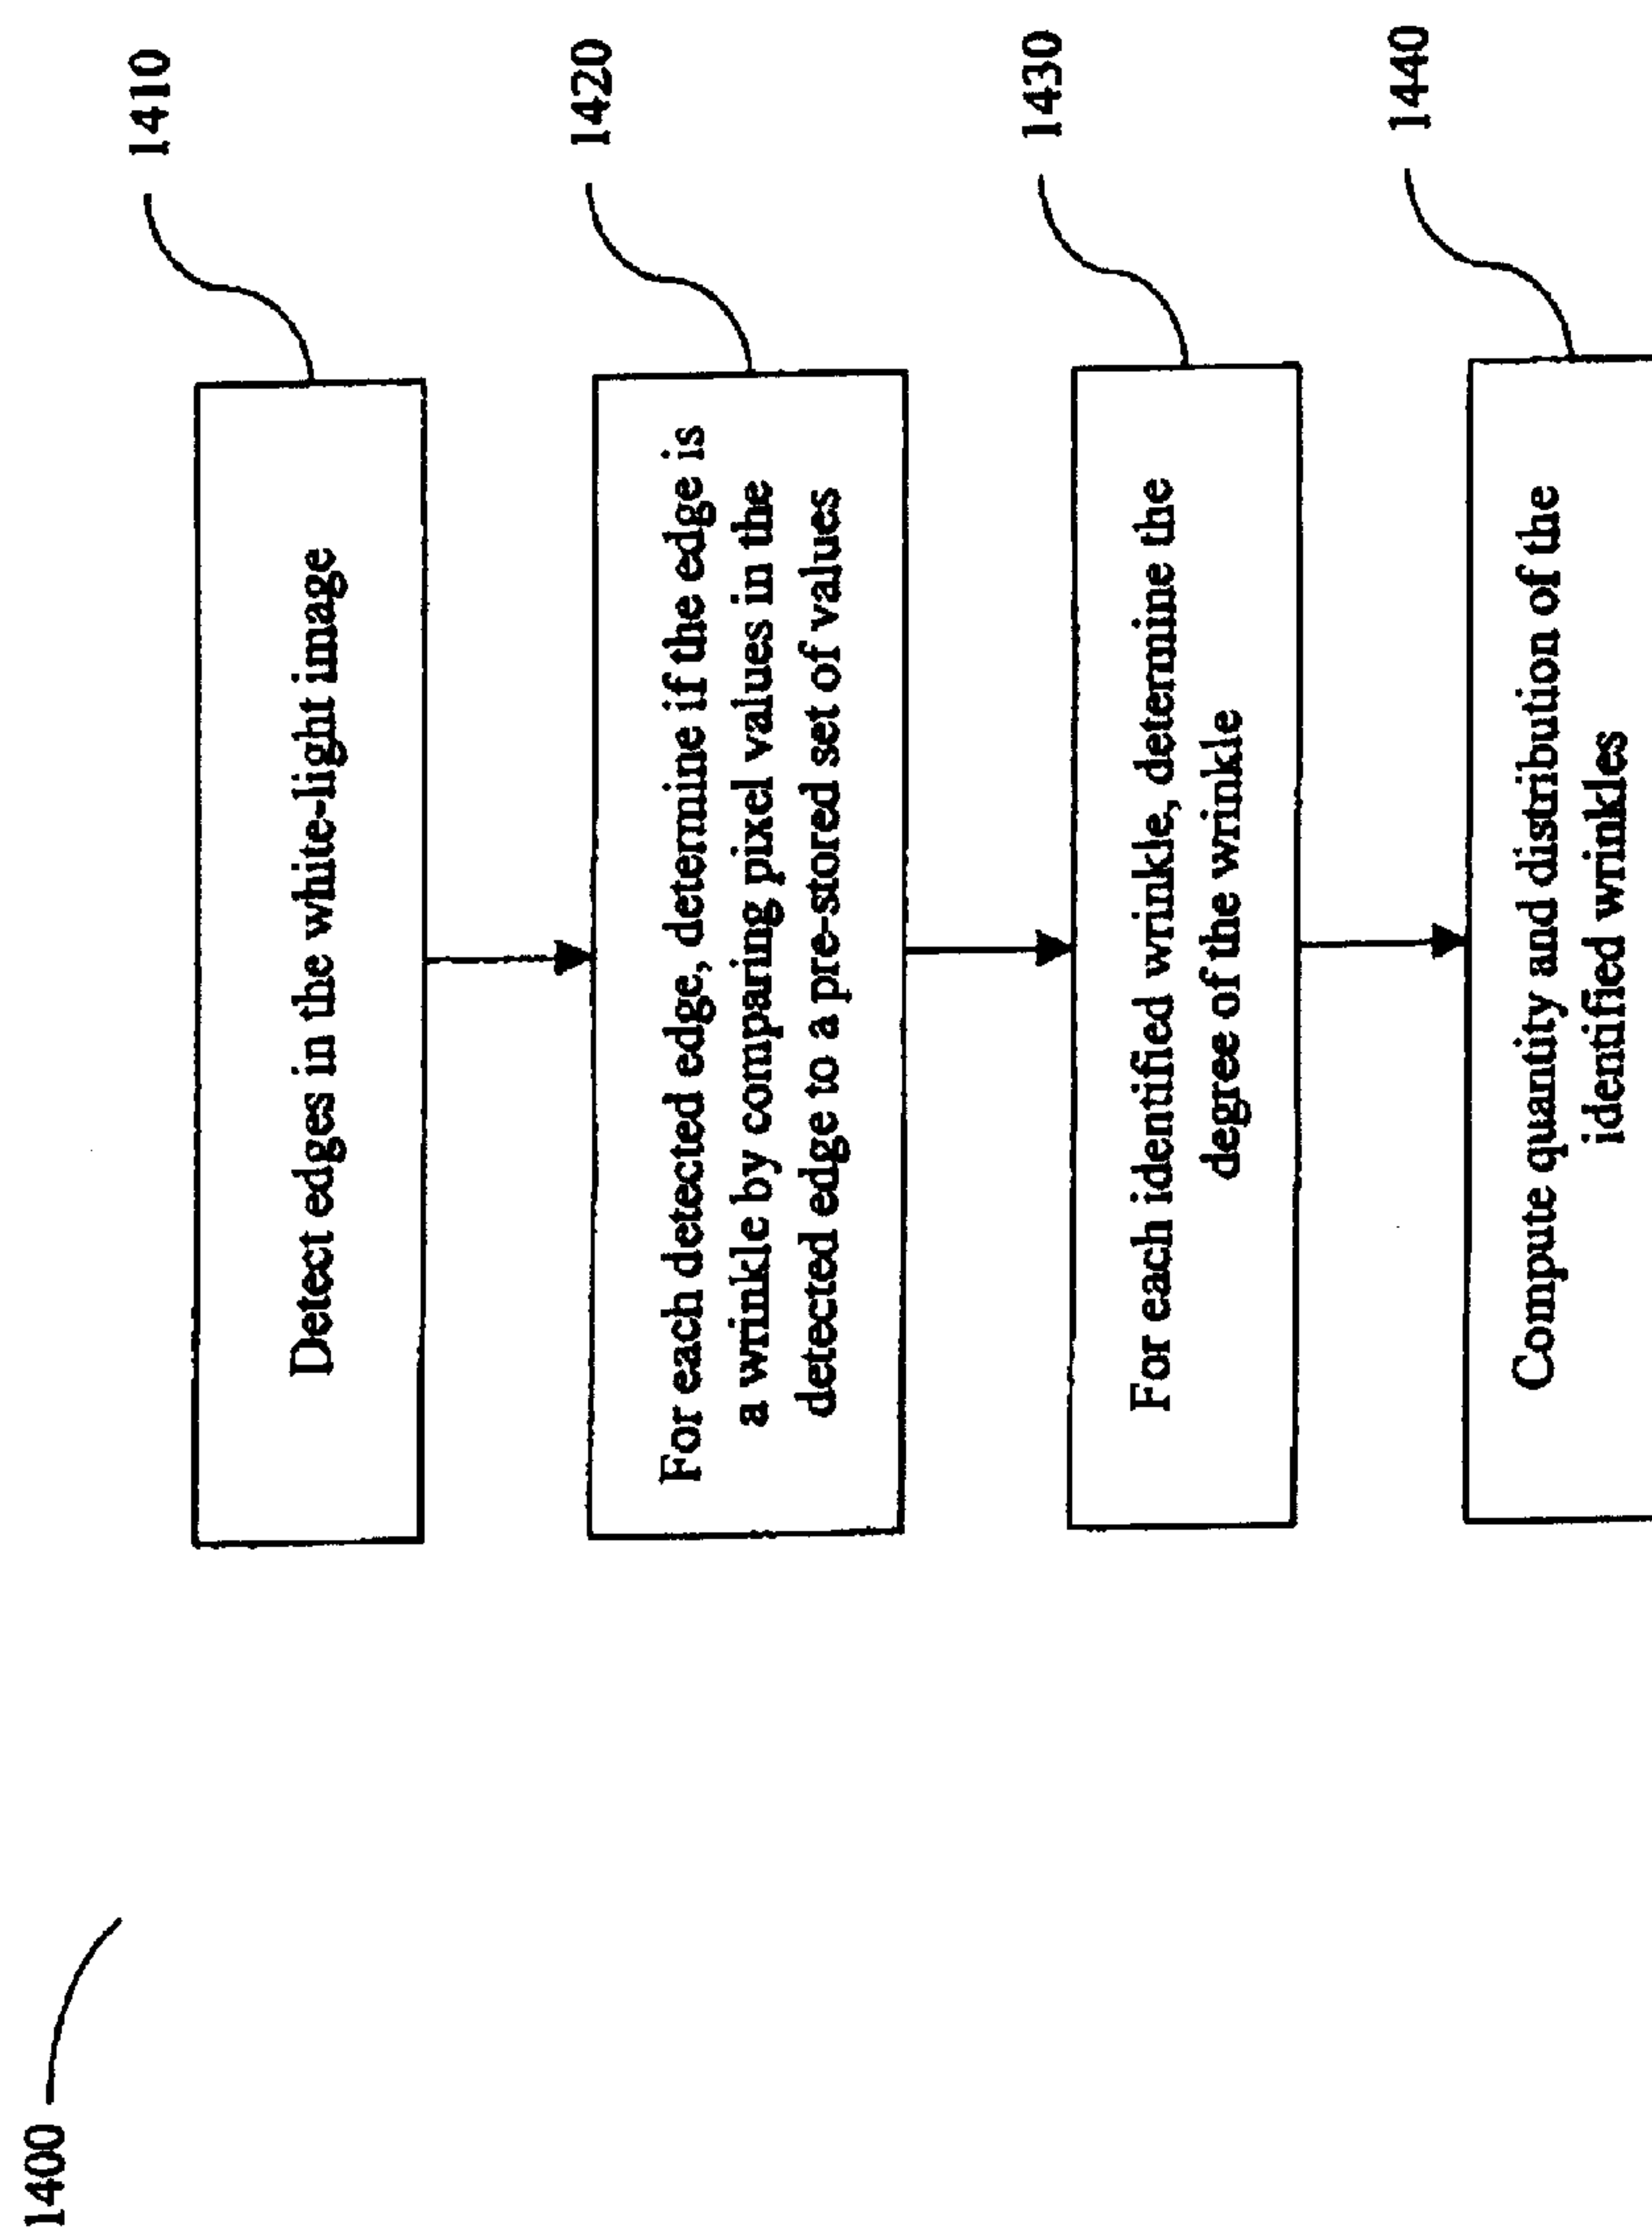 1400
1410
Detect edges in the white-light image
1420
For each detected edge, determine if the edge is
a wrinkle by comparing pixel values in the
detected edge to a pre-stored set of values
1430
For each identified wrinkle, determine the
degree of the wrinkle
1440
Compute quantity and distribution of the
identified wrinkles